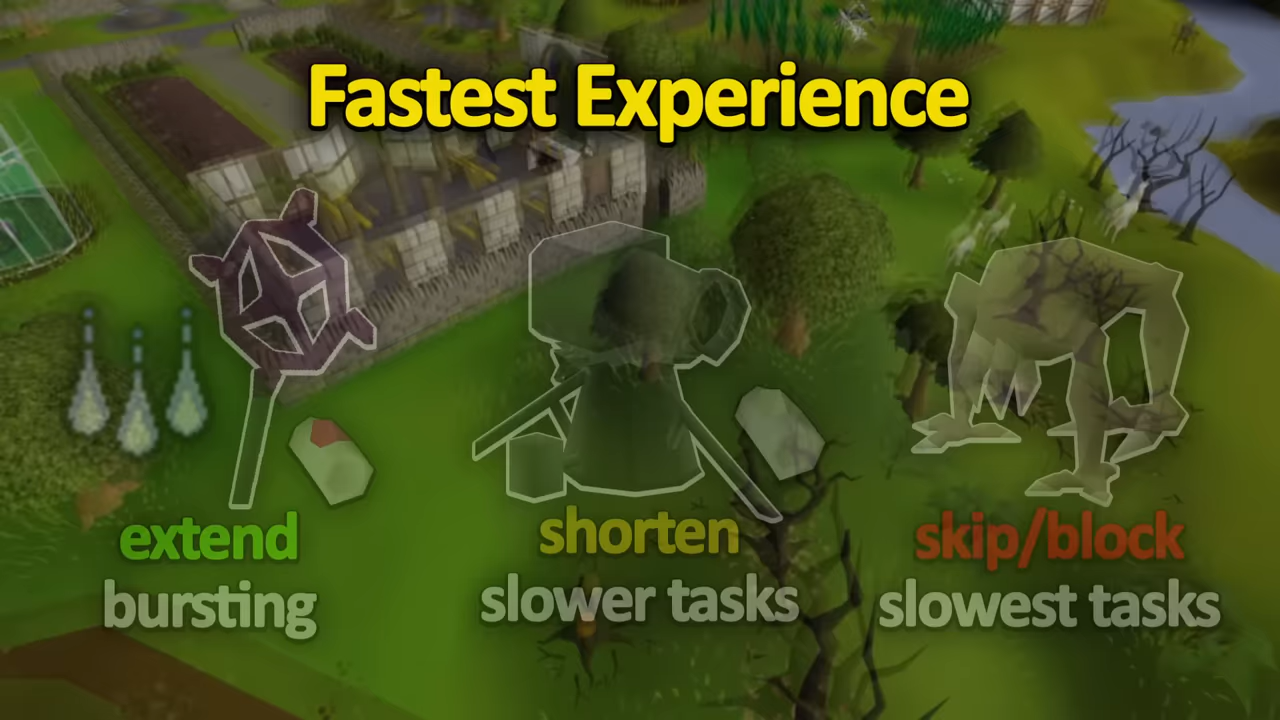 Fastest Experience
extend
bursting
shorten
slower tasks
skip/block
slowest tasks